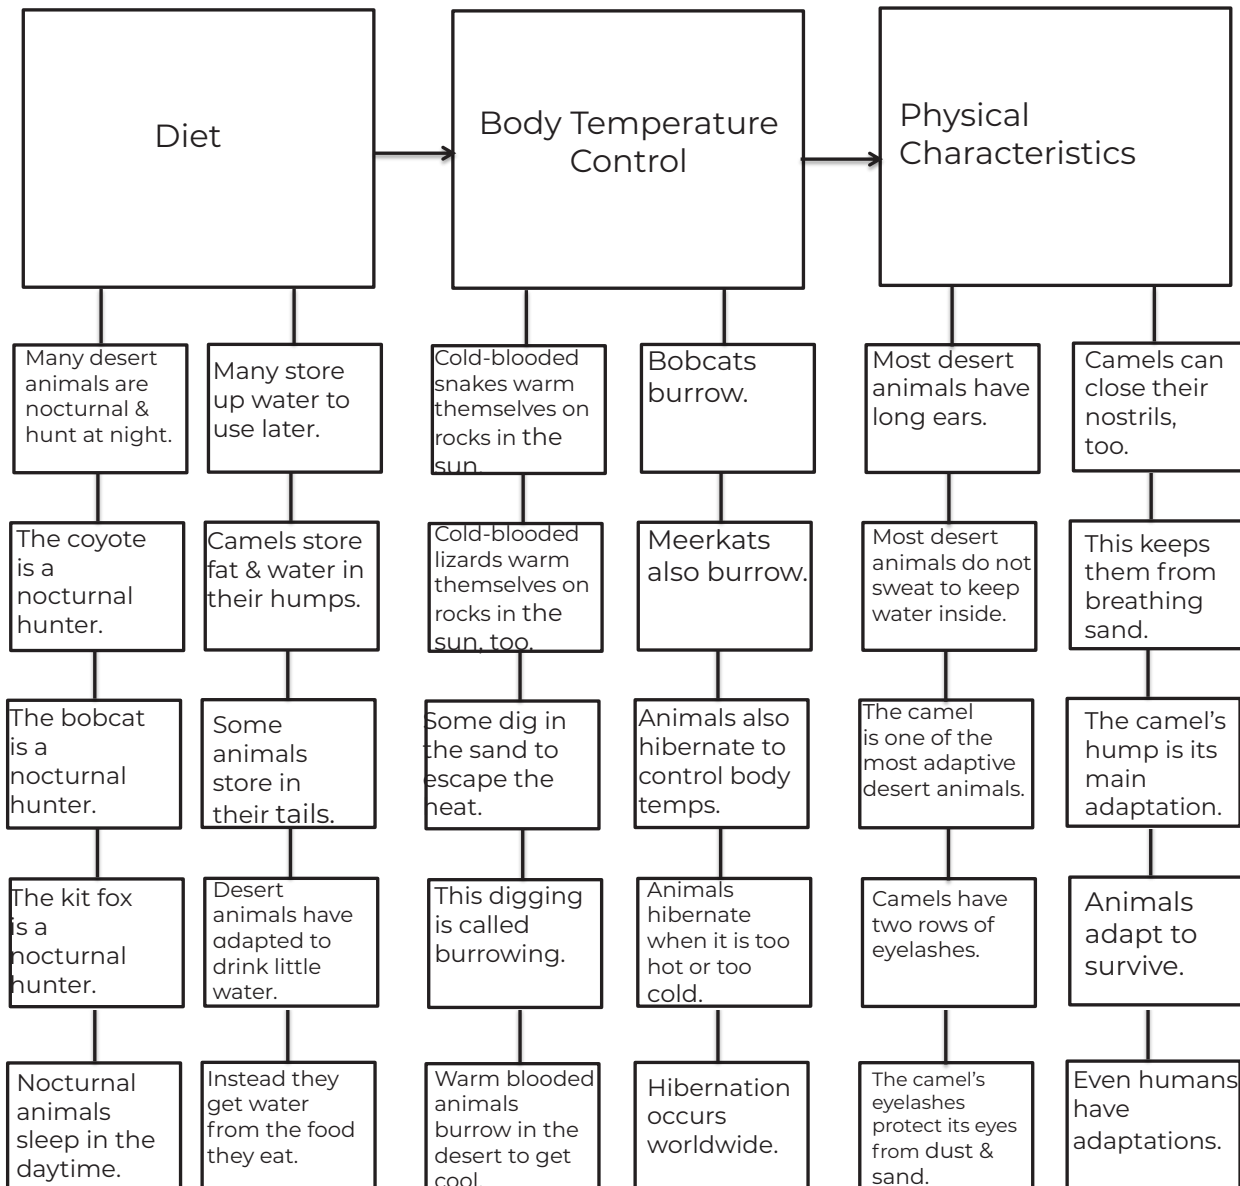 Diet
Body Temperature
Control
Physical
Characteristics
Many desert
animals are
nocturnal &
hunt at night.
The coyote
is a
nocturnal
hunter.
The bobcat
is a
nocturnal
hunter.
The kit fox
is a
nocturnal
hunter.
Nocturnal
animals
sleep in the
daytime.
Many store
up water to
use later.
Camels store
fat & water in
their humps.
Some
animals
store in
their tails.
Desert
animals have
adapted to
drink little
water.
Instead they
get water
from the food
they eat.
Cold-blooded
snakes warm
themselves on
rocks in the
sun.
Cold-blooded
lizards warm
themselves on
rocks in the
sun, too.
Some dig in
the sand to
escape the
heat.
This digging
is called
burrowing.
Warm blooded
animals
burrow in the
desert to get
cool.
Bobcats
burrow.
Meerkats
also burrow.
Animals also
hibernate to
control body
temps.
Animals
hibernate
when it is too
hot or too
cold.
Hibernation
occurs
worldwide.
Most desert
animals have
long ears.
Most desert
animals do not
sweat to keep
water inside.
The camel
is one of the
most adaptive
desert animals.
Camels have
two rows of
eyelashes.
The camel's
eyelashes
protect its eyes
from dust &
sand.
Camels can
close their
nostrils,
too.
This keeps
them from
breathing
sand.
The camel's
hump is its
main
adaptation.
Animals
adapt to
survive.
Even humans
have
adaptations.